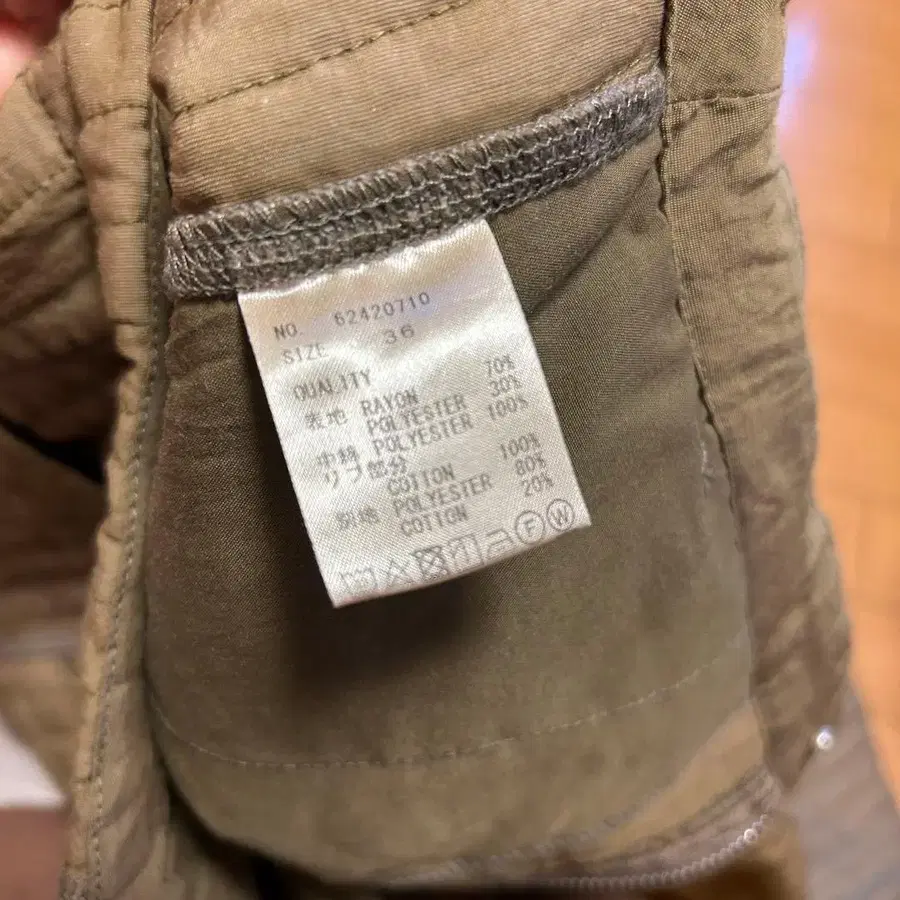 NO. 62420710
SIZE 36
QUALITY
表地 RAYON 70%
POLYESTER 30%
中綿 POLYESTER 100%
リブ部分
COTTON 100%
別地 POLYESTER 80%
COTTON 20%
F W